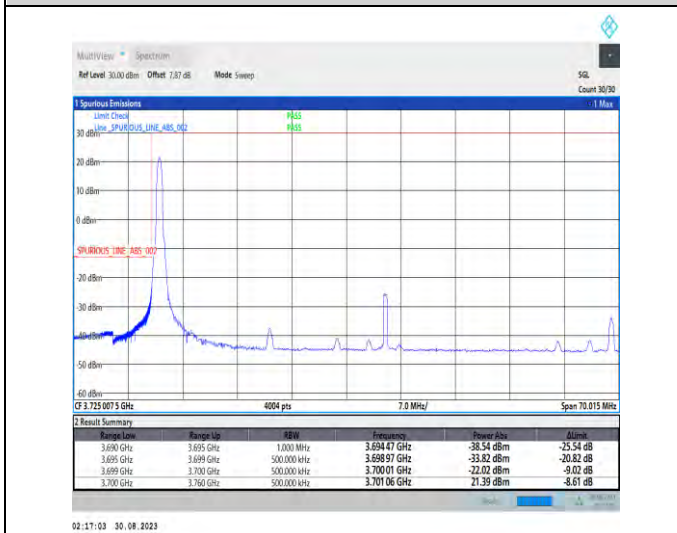 MultiView Spectrum
Ref Level 30.00 dBm Offset 7.87 dB Mode Sweep SGL
Count 30/30
1 Spurious Emissions 1 Max
Limit Check PASS
Line _SPURIOUS_LINE_ABS_002 PASS
30 dBm
20 dBm
10 dBm
0 dBm
_SPURIOUS_LINE_ABS_002
-20 dBm
-30 dBm
-40 dBm
-50 dBm
-60 dBm
CF 3.725 007 5 GHz 4004 pts 7.0 MHz/ Span 70.015 MHz
2 Result Summary
Range Low Range Up RBW Frequency Power Abs ΔLimit
3.690 GHz 3.695 GHz 1.000 MHz 3.694 47 GHz -38.54 dBm -25.54 dB
3.695 GHz 3.699 GHz 500.000 kHz 3.698 97 GHz -33.82 dBm -20.82 dB
3.699 GHz 3.700 GHz 500.000 kHz 3.700 01 GHz -22.02 dBm -9.02 dB
3.700 GHz 3.760 GHz 500.000 kHz 3.701 06 GHz 21.39 dBm -8.61 dB
02:17:03 30.08.2023